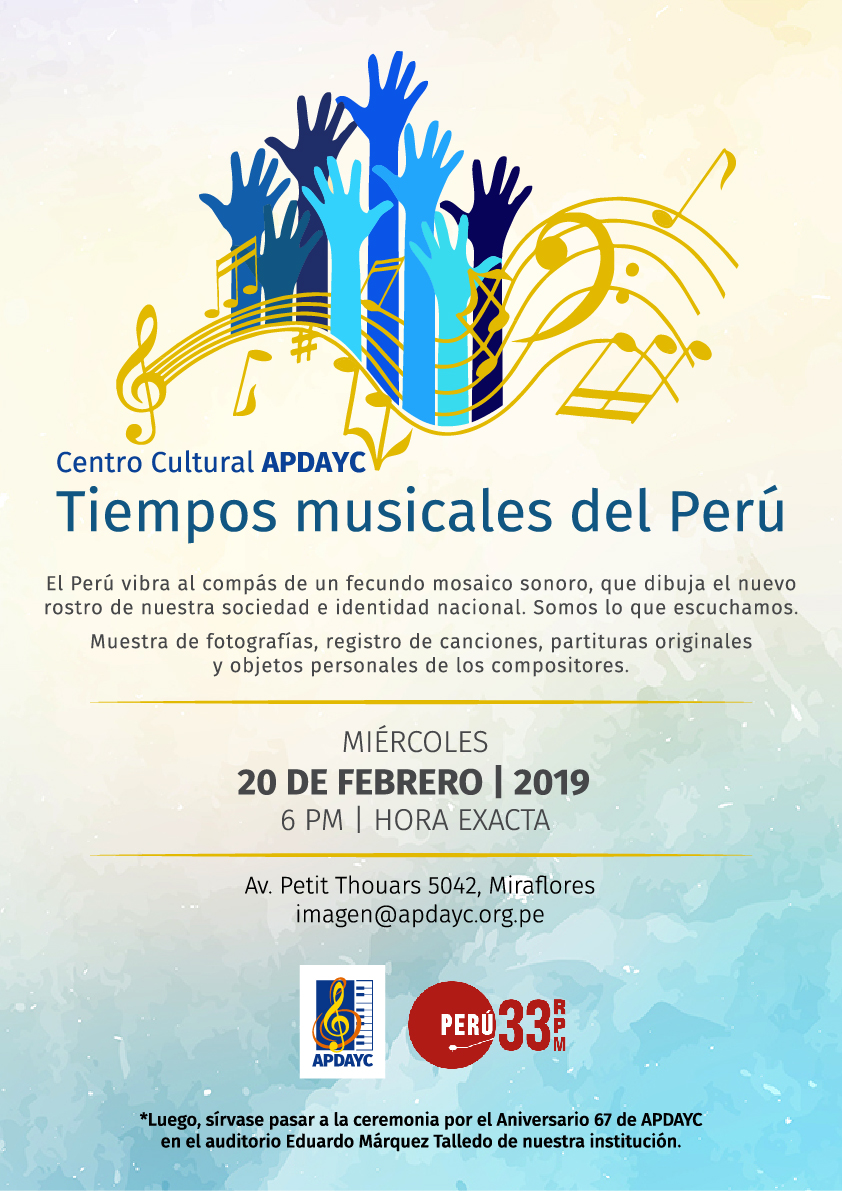 Centro Cultural APDAYC
Tiempos musicales del Perú
El Perú vibra al compás de un fecundo mosaico sonoro, que dibuja el nuevo
rostro de nuestra sociedad e identidad nacional. Somos lo que escuchamos.
Muestra de fotografías, registro de canciones, partituras originales
y objetos personales de los compositores.
MIÉRCOLES
20 DE FEBRERO | 2019
6 PM | HORA EXACTA
Av. Petit Thouars 5042, Miraflores
imagen@apdayc.org.pe
APDAYC
PERÚ 33 RPM
*Luego, sírvase pasar a la ceremonia por el Aniversario 67 de APDAYC
en el auditorio Eduardo Márquez Talledo de nuestra institución.